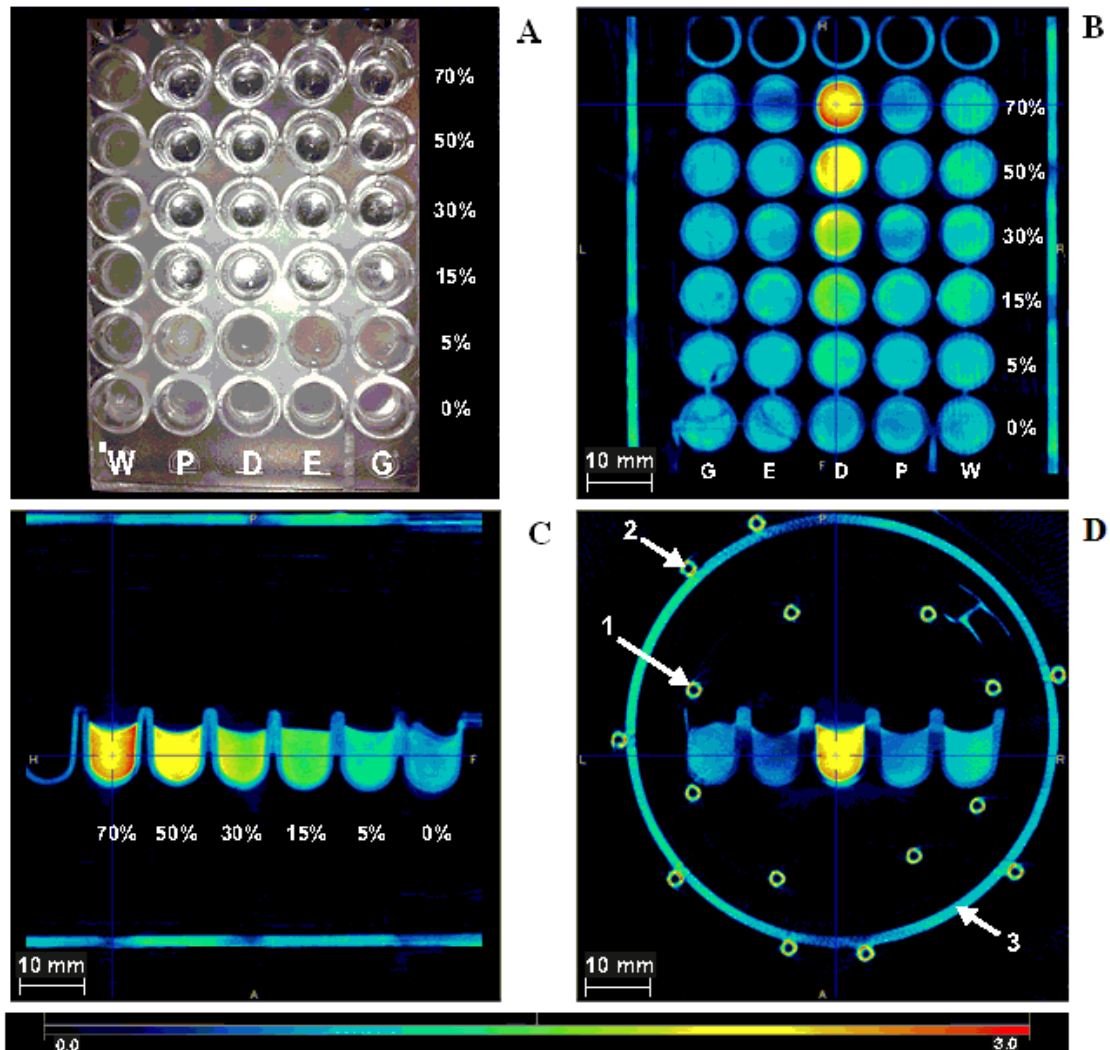 A
70%
50%
30%
15%
5%
0%
W P D E G
B
H
70%
50%
L 30% R
15%
5%
0%
10 mm G E F D P W
C
P
H F
70% 50% 30% 15% 5% 0%
10 mm
A
D
P
2
1
L R
3
10 mm
A
0.0 3.0